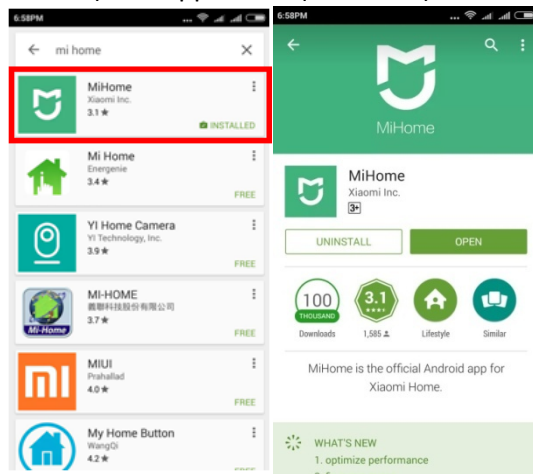 6:58PM
mi home
MiHome
Xiaomi Inc.
3.1 ★
INSTALLED
Mi Home
Energenie
3.4 ★
FREE
YI Home Camera
YI Technology, Inc.
3.9 ★
FREE
Mi-Home
MI-HOME
義聯科技股份有限公司
3.7 ★
FREE
MIUI
Prahallad
4.0 ★
FREE
My Home Button
WangQi
4.2 ★
6:58PM
MiHome
MiHome
Xiaomi Inc.
3+
UNINSTALL
OPEN
100
THOUSAND
Downloads
3.1
1,585
Lifestyle
Similar
MiHome is the official Android app for
Xiaomi Home.
WHAT'S NEW
1. optimize performance